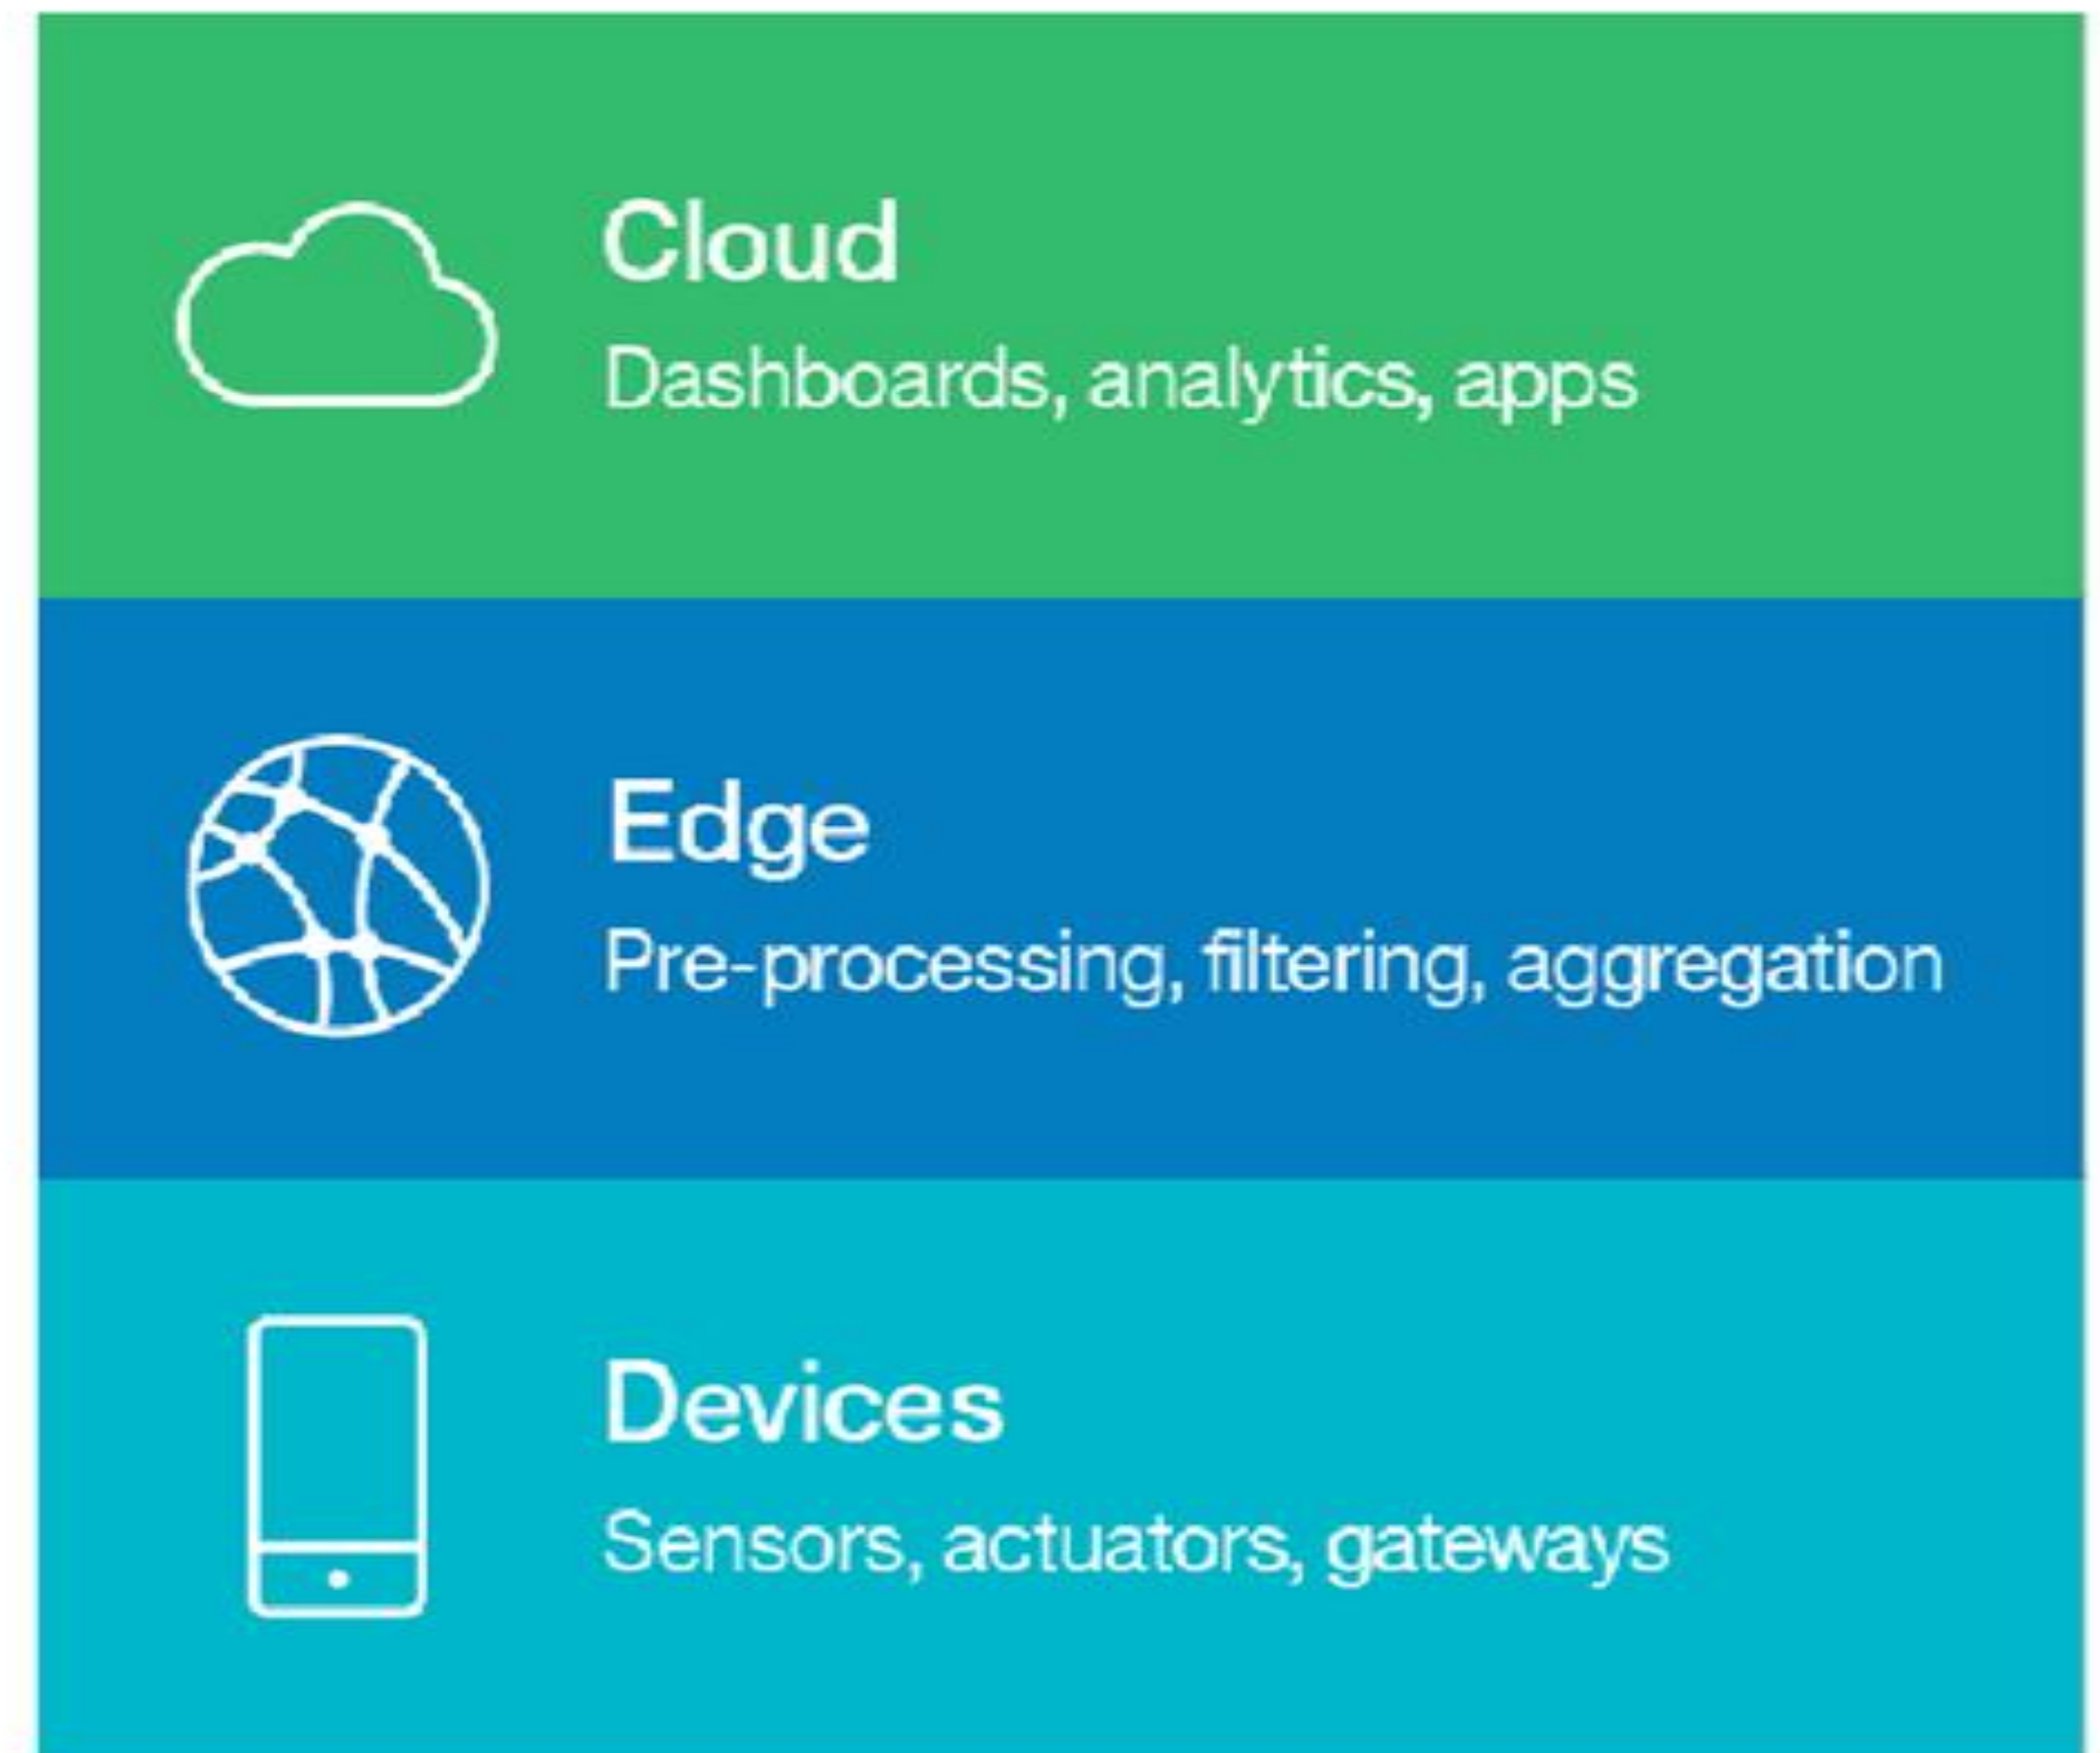 Cloud
Dashboards, analytics, apps
Edge
Pre-processing, filtering, aggregation
Devices
Sensors, actuators, gateways